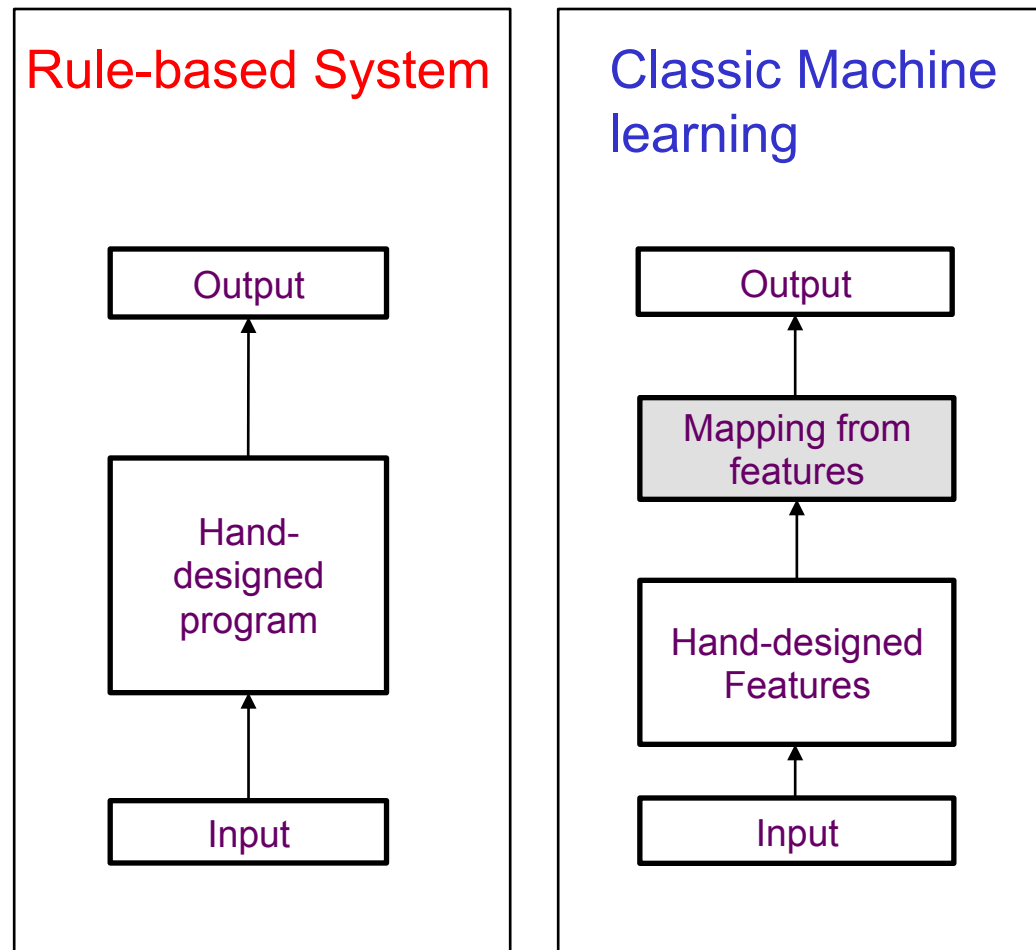 Rule-based System
Output
Hand-
designed
program
Input
Classic Machine
learning
Output
Mapping from
features
Hand-designed
Features
Input